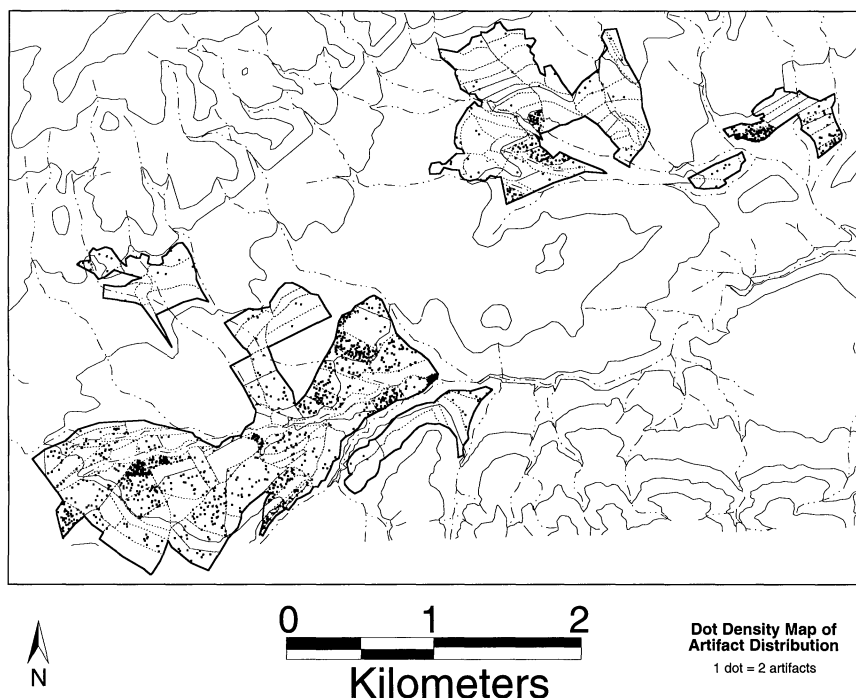 0 1 2
Kilometers
N
Dot Density Map of
Artifact Distribution
1 dot = 2 artifacts